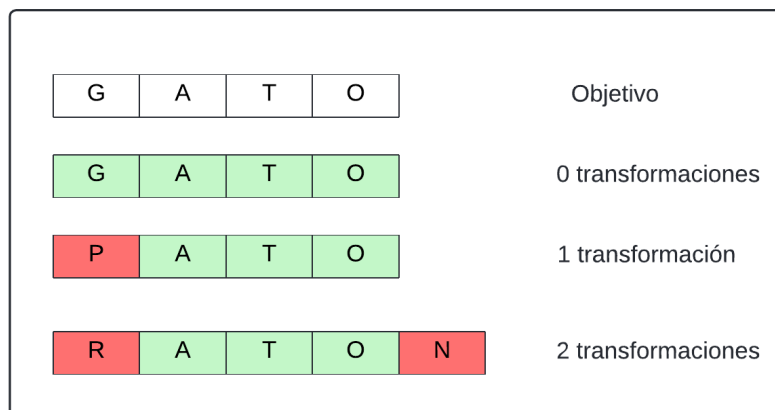 G A T O Objetivo
G A T O 0 transformaciones
P A T O 1 transformación
R A T O N 2 transformaciones